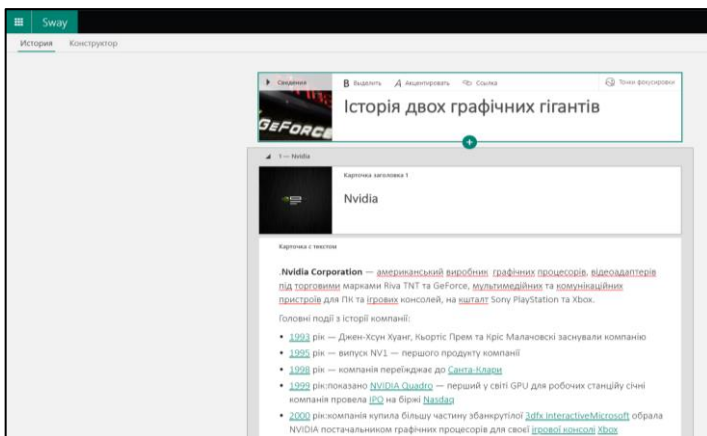 Sway
История Конструктор
Сведения B Выделить A Акцентировать Ссылка Точки фокусировки
GEFORCE
Історія двох графічних гігантів
1 — Nvidia
Карточка заголовка 1
Nvidia
Карточка с текстом
.Nvidia Corporation — американський виробник графічних процесорів, відеоадаптерів
під торговими марками Riva TNT та GeForce, мультимедійних та комунікаційних
пристроїв для ПК та ігрових консолей, на кшталт Sony PlayStation та Xbox.
Головні події з історії компанії:
• 1993 рік — Джен-Хсун Хуанг, Кьортіс Прем та Кріс Малачовскі заснували компанію
• 1995 рік — випуск NV1 — першого продукту компанії
• 1998 рік — компанія переїжджає до Санта-Клари
• 1999 рік:показано NVIDIA Quadro — перший у світі GPU для робочих станційу січні
компанія провела IPO на біржі Nasdaq
• 2000 рік:компанія купила більшу частину збанкрутілої 3dfx InteractiveMicrosoft обрала
NVIDIA постачальником графічних процесорів для своєї ігрової консолі Xbox